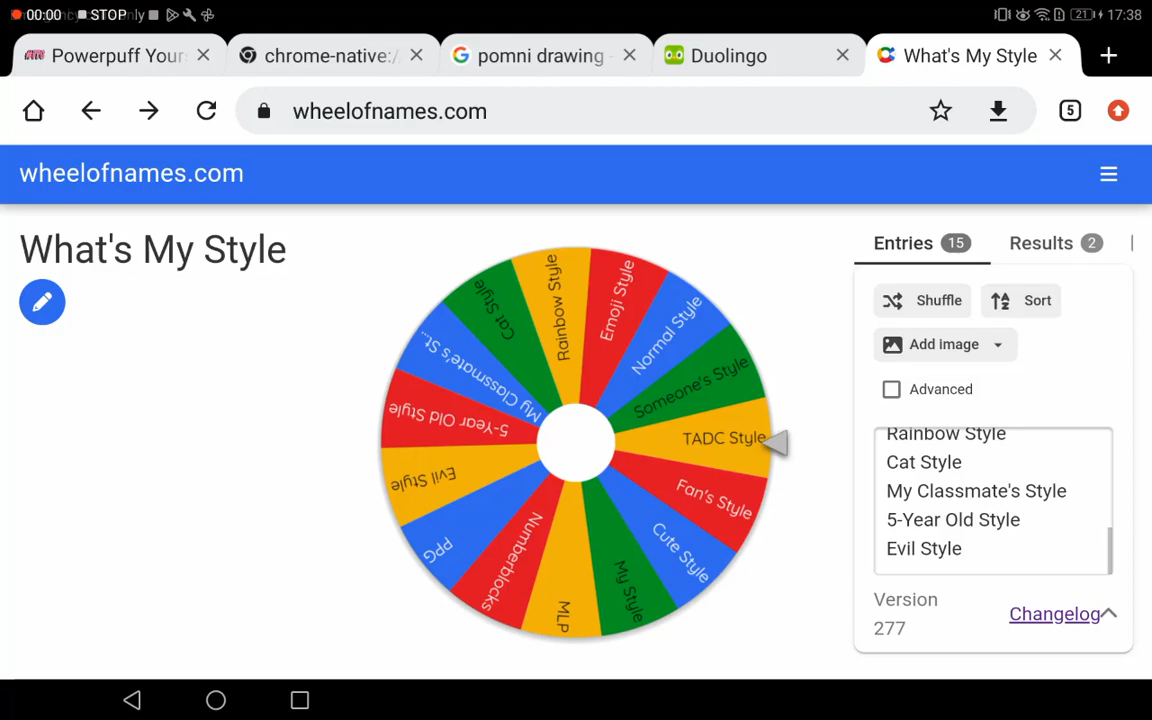 00:00 STOP nly 21 17:38
Powerpuff Your chrome-native:/ pomni drawing - Duolingo What's My Style
wheelofnames.com 5
wheelofnames.com
What's My Style
Entries 15 Results 2
Shuffle Sort
Add image
Advanced
Rainbow Style
Cat Style
My Classmate's Style
5-Year Old Style
Evil Style
Version
277
Changelog
Rainbow Style
Emoji Style
Normal Style
Someone's Style
TADC Style
Fan's Style
Cute Style
My Style
MLP
Numberblocks
PPG
Evil Style
5-Year Old Style
My Classmate's St...
Cat Style